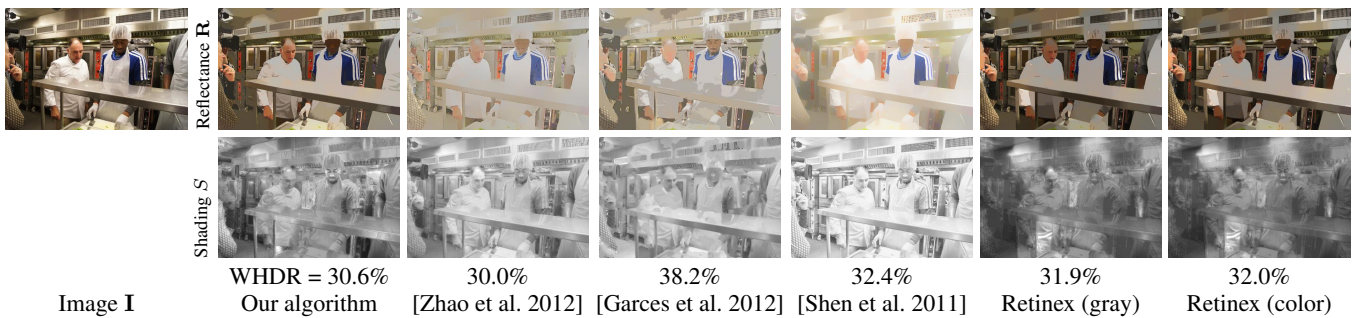 Reflectance R
Shading S
WHDR = 30.6% 30.0% 38.2% 32.4% 31.9% 32.0%
Image I Our algorithm [Zhao et al. 2012] [Garces et al. 2012] [Shen et al. 2011] Retinex (gray) Retinex (color)